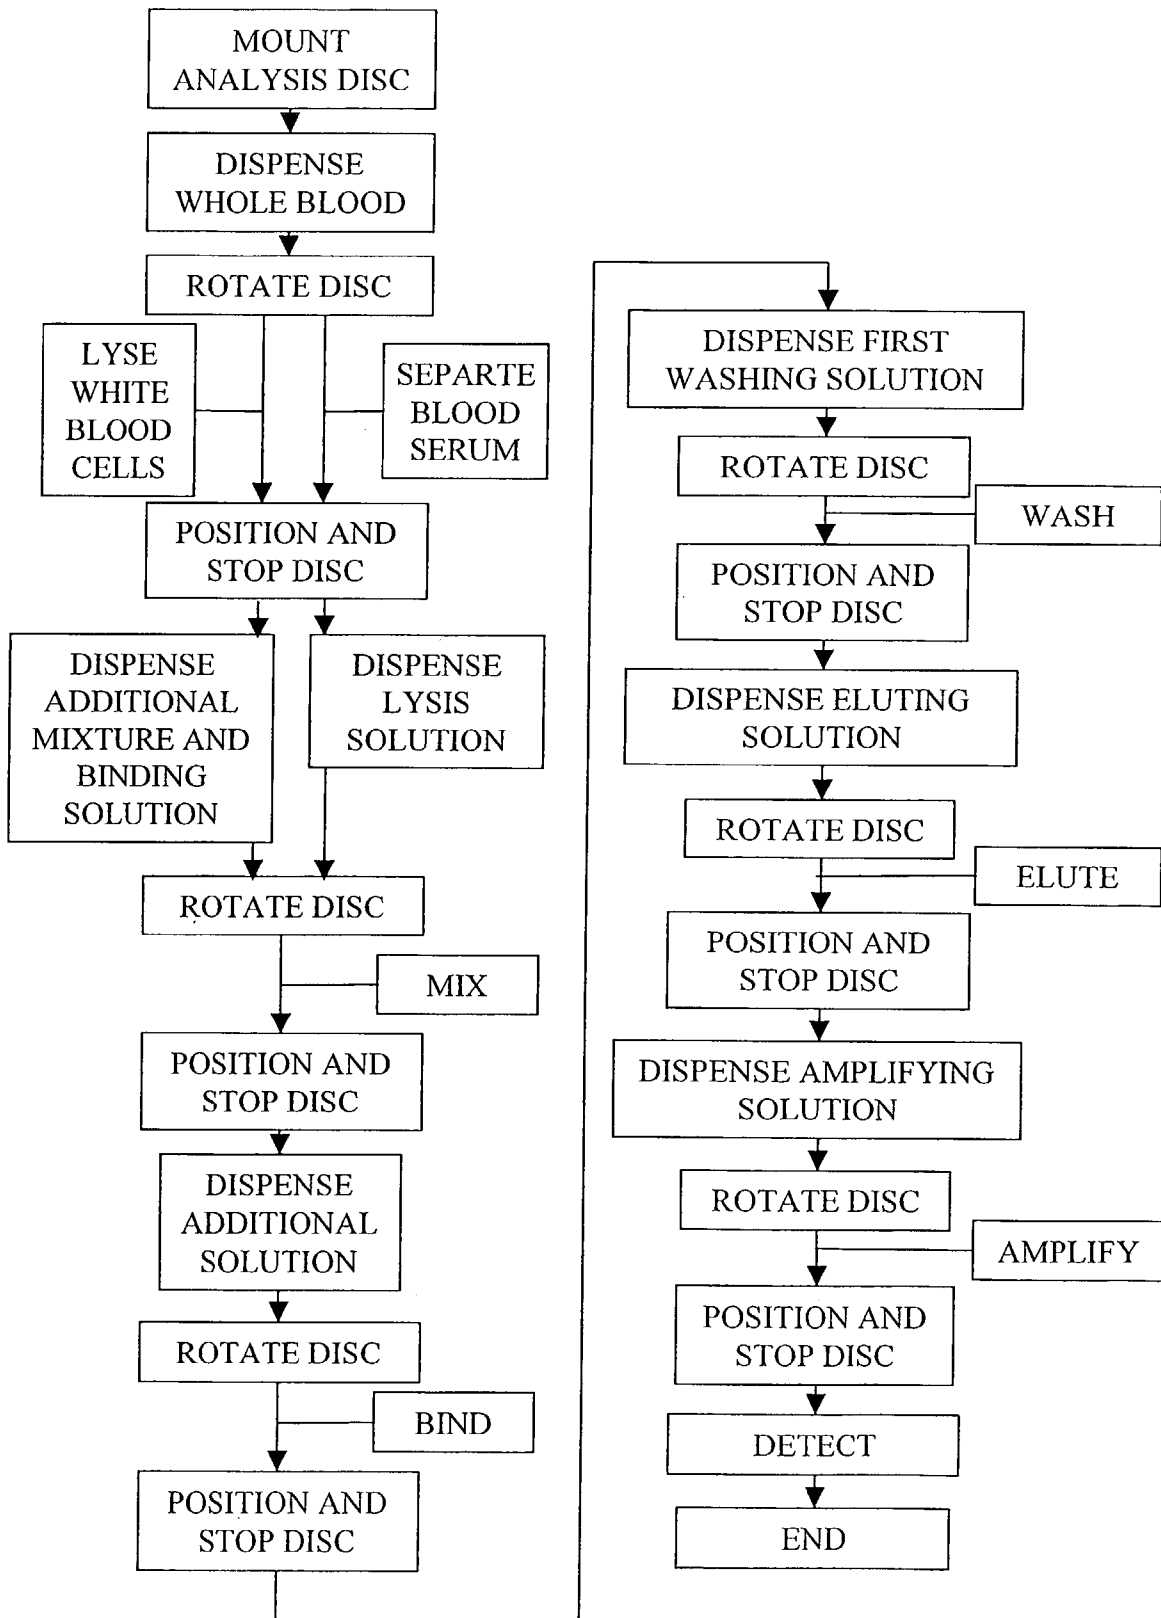 MOUNT
ANALYSIS DISC
DISPENSE
WHOLE BLOOD
ROTATE DISC
LYSE
WHITE
BLOOD
CELLS
SEPARTE
BLOOD
SERUM
POSITION AND
STOP DISC
DISPENSE
ADDITIONAL
MIXTURE AND
BINDING
SOLUTION
DISPENSE
LYSIS
SOLUTION
ROTATE DISC
MIX
POSITION AND
STOP DISC
DISPENSE
ADDITIONAL
SOLUTION
ROTATE DISC
BIND
POSITION AND
STOP DISC
DISPENSE FIRST
WASHING SOLUTION
ROTATE DISC
WASH
POSITION AND
STOP DISC
DISPENSE ELUTING
SOLUTION
ROTATE DISC
ELUTE
POSITION AND
STOP DISC
DISPENSE AMPLIFYING
SOLUTION
ROTATE DISC
AMPLIFY
POSITION AND
STOP DISC
DETECT
END